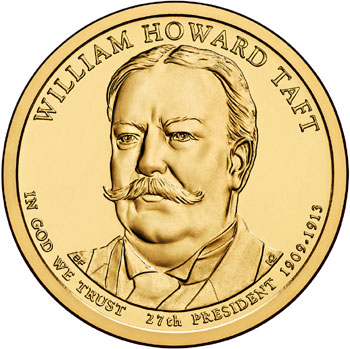 WILLIAM HOWARD TAFT
IN GOD WE TRUST
27th PRESIDENT
1909-1913